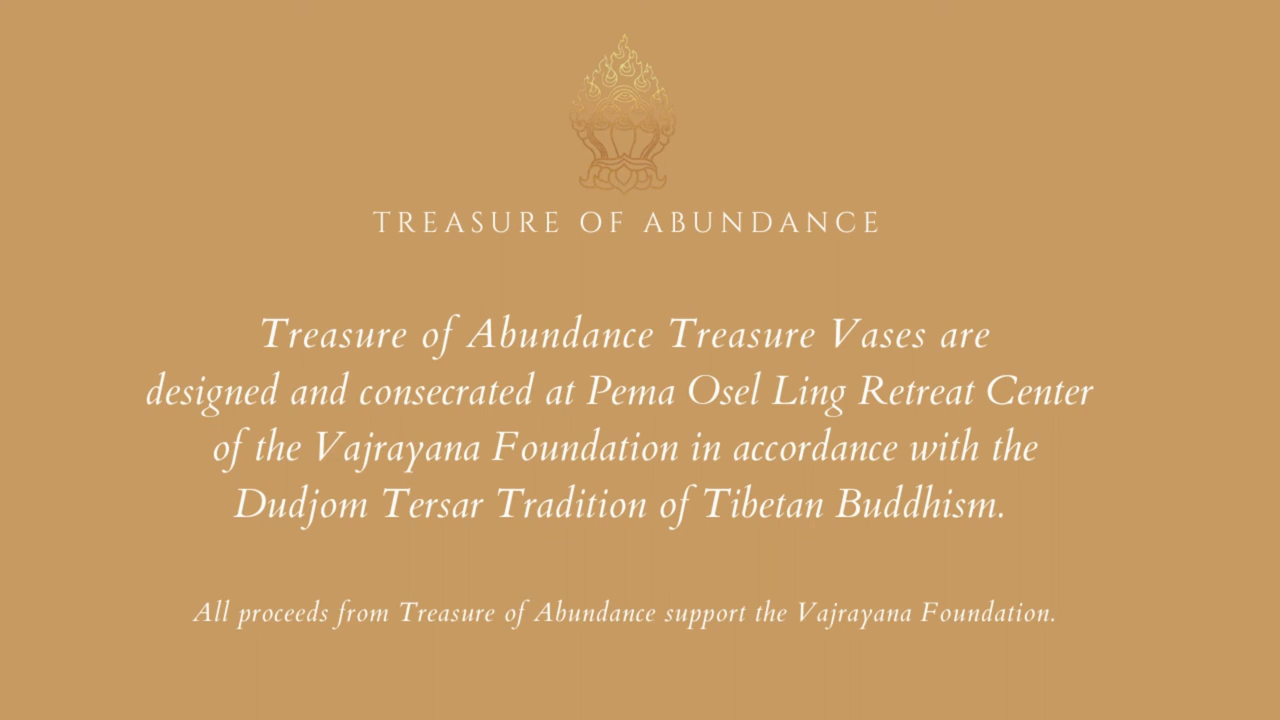 TREASURE OF ABUNDANCE
Treasure of Abundance Treasure Vases are
designed and consecrated at Pema Osel Ling Retreat Center
of the Vajrayana Foundation in accordance with the
Dudjom Tersar Tradition of Tibetan Buddhism.
All proceeds from Treasure of Abundance support the Vajrayana Foundation.